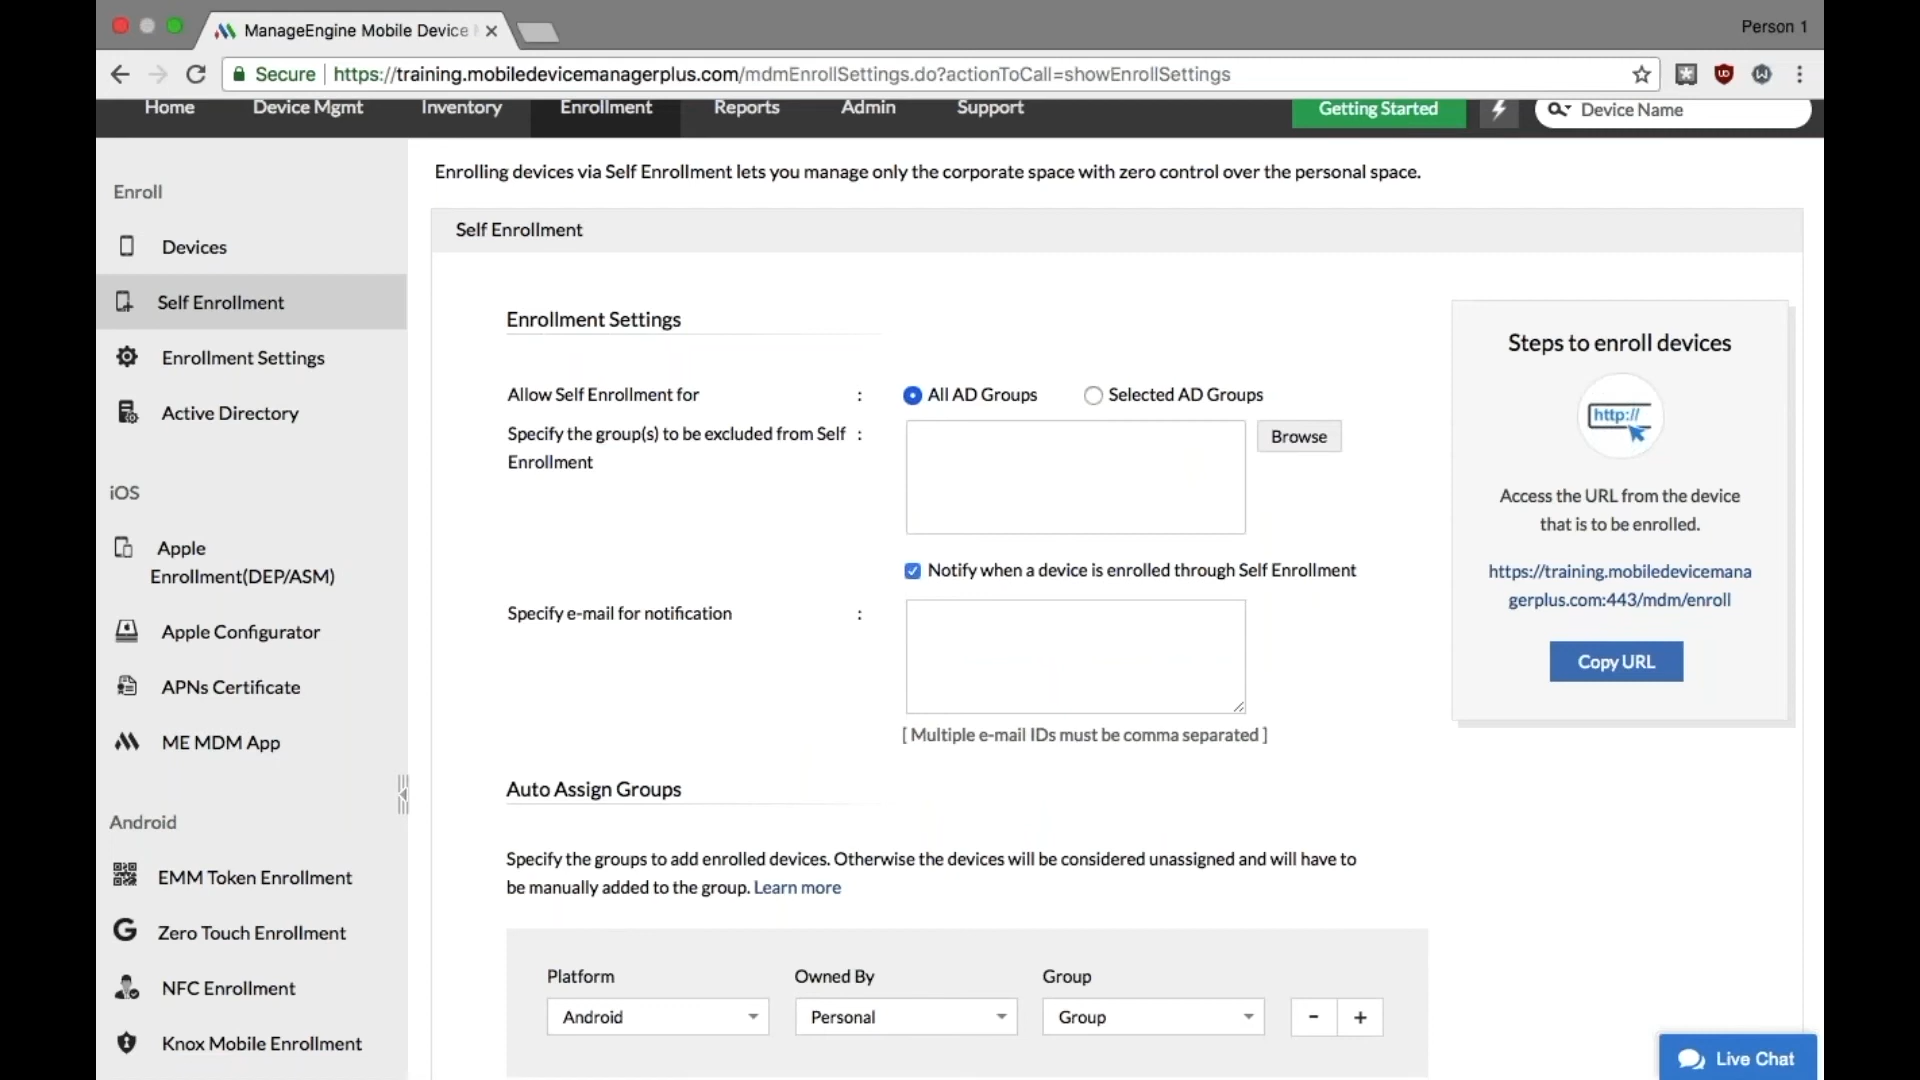 ManageEngine Mobile Device
Person 1
Secure
https://training.mobiledevicemanagerplus.com/mdmEnrollSettings.do?actionToCall=showEnrollSettings
Home
Device Mgmt
Inventory
Enrollment
Reports
Admin
Support
Getting Started
Device Name
Enroll
Devices
Self Enrollment
Enrollment Settings
Active Directory
iOS
Apple
Enrollment(DEP/ASM)
Apple Configurator
APNs Certificate
ME MDM App
Android
EMM Token Enrollment
Zero Touch Enrollment
NFC Enrollment
Knox Mobile Enrollment
Enrolling devices via Self Enrollment lets you manage only the corporate space with zero control over the personal space.
Self Enrollment
Enrollment Settings
Allow Self Enrollment for :
All AD Groups
Selected AD Groups
Specify the group(s) to be excluded from Self :
Enrollment
Browse
Notify when a device is enrolled through Self Enrollment
Specify e-mail for notification :
[ Multiple e-mail IDs must be comma separated ]
Auto Assign Groups
Specify the groups to add enrolled devices. Otherwise the devices will be considered unassigned and will have to
be manually added to the group. Learn more
Platform
Owned By
Group
Android
Personal
Group
- +
Steps to enroll devices
http://
Access the URL from the device
that is to be enrolled.
https://training.mobiledevicemana
gerplus.com:443/mdm/enroll
Copy URL
Live Chat